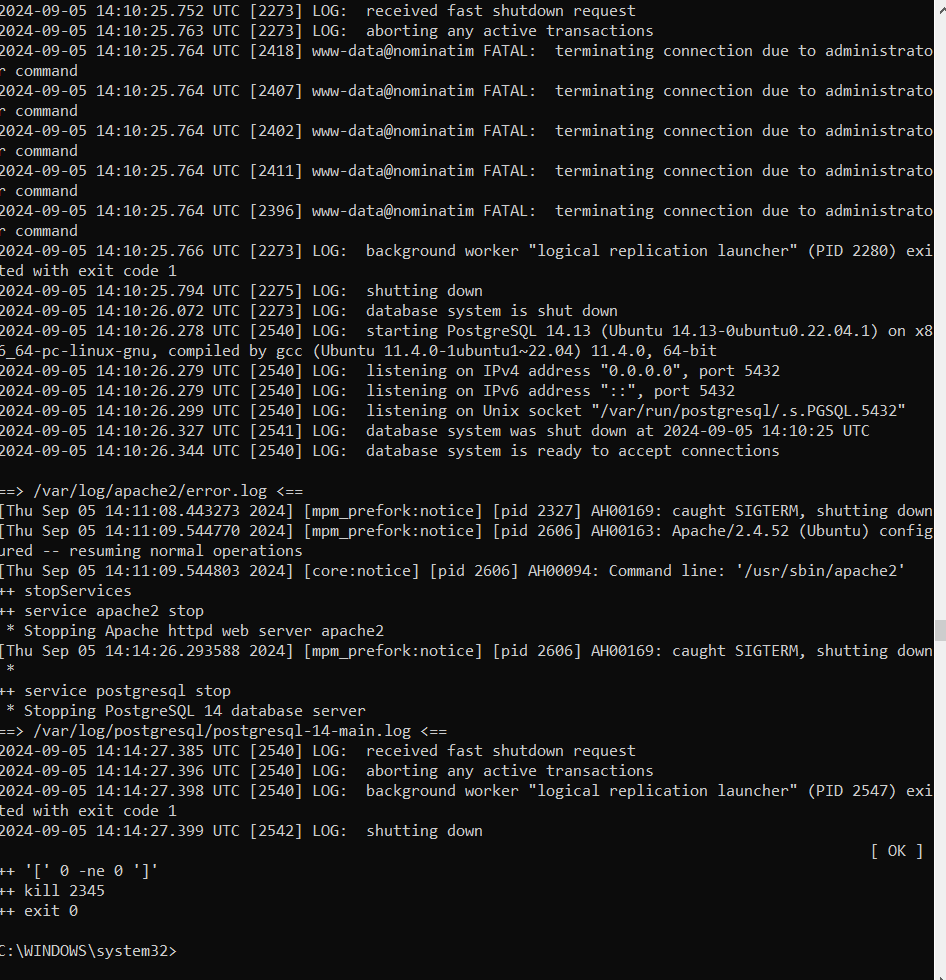 2024-09-05 14:10:25.752 UTC [2273] LOG:  received fast shutdown request
2024-09-05 14:10:25.763 UTC [2273] LOG:  aborting any active transactions
2024-09-05 14:10:25.764 UTC [2418] www-data@nominatim FATAL:  terminating connection due to administrato
r command
2024-09-05 14:10:25.764 UTC [2407] www-data@nominatim FATAL:  terminating connection due to administrato
r command
2024-09-05 14:10:25.764 UTC [2402] www-data@nominatim FATAL:  terminating connection due to administrato
r command
2024-09-05 14:10:25.764 UTC [2411] www-data@nominatim FATAL:  terminating connection due to administrato
r command
2024-09-05 14:10:25.764 UTC [2396] www-data@nominatim FATAL:  terminating connection due to administrato
r command
2024-09-05 14:10:25.766 UTC [2273] LOG:  background worker "logical replication launcher" (PID 2280) exi
ted with exit code 1
2024-09-05 14:10:25.794 UTC [2275] LOG:  shutting down
2024-09-05 14:10:26.072 UTC [2273] LOG:  database system is shut down
2024-09-05 14:10:26.278 UTC [2540] LOG:  starting PostgreSQL 14.13 (Ubuntu 14.13-0ubuntu0.22.04.1) on x8
6_64-pc-linux-gnu, compiled by gcc (Ubuntu 11.4.0-1ubuntu1~22.04) 11.4.0, 64-bit
2024-09-05 14:10:26.279 UTC [2540] LOG:  listening on IPv4 address "0.0.0.0", port 5432
2024-09-05 14:10:26.279 UTC [2540] LOG:  listening on IPv6 address "::", port 5432
2024-09-05 14:10:26.299 UTC [2540] LOG:  listening on Unix socket "/var/run/postgresql/.s.PGSQL.5432"
2024-09-05 14:10:26.327 UTC [2541] LOG:  database system was shut down at 2024-09-05 14:10:25 UTC
2024-09-05 14:10:26.344 UTC [2540] LOG:  database system is ready to accept connections
==> /var/log/apache2/error.log <==
[Thu Sep 05 14:11:08.443273 2024] [mpm_prefork:notice] [pid 2327] AH00169: caught SIGTERM, shutting down
[Thu Sep 05 14:11:09.544770 2024] [mpm_prefork:notice] [pid 2606] AH00163: Apache/2.4.52 (Ubuntu) config
ured -- resuming normal operations
[Thu Sep 05 14:11:09.544803 2024] [core:notice] [pid 2606] AH00094: Command line: '/usr/sbin/apache2'
++ stopServices
++ service apache2 stop
 * Stopping Apache httpd web server apache2
[Thu Sep 05 14:14:26.293588 2024] [mpm_prefork:notice] [pid 2606] AH00169: caught SIGTERM, shutting down
 *
++ service postgresql stop
 * Stopping PostgreSQL 14 database server
==> /var/log/postgresql/postgresql-14-main.log <==
2024-09-05 14:14:27.385 UTC [2540] LOG:  received fast shutdown request
2024-09-05 14:14:27.396 UTC [2540] LOG:  aborting any active transactions
2024-09-05 14:14:27.398 UTC [2540] LOG:  background worker "logical replication launcher" (PID 2547) exi
ted with exit code 1
2024-09-05 14:14:27.399 UTC [2542] LOG:  shutting down
[ OK ]
++ '[' 0 -ne 0 ']'
++ kill 2345
++ exit 0
C:\WINDOWS\system32>